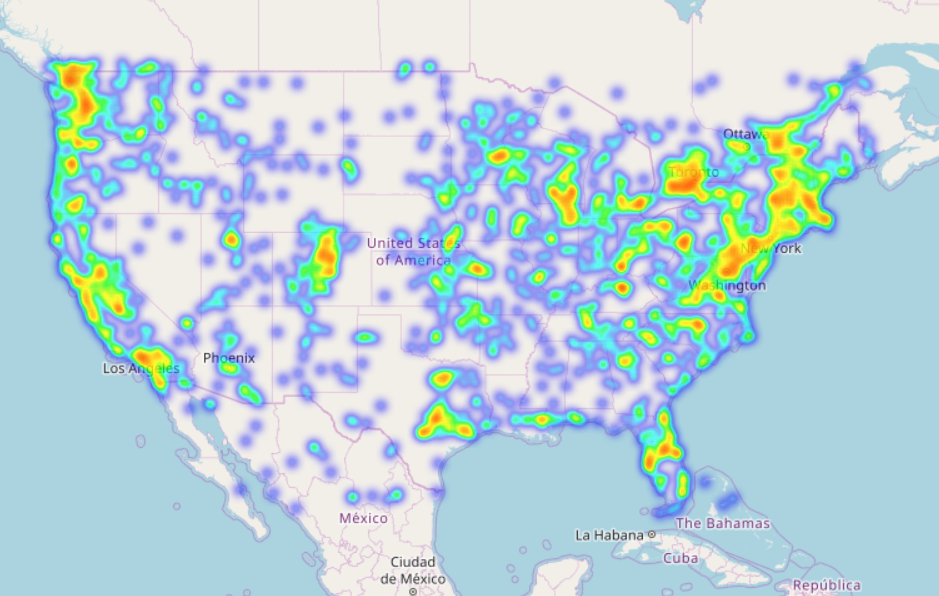 Ottawa
Toronto
United States
of America
New York
Washington
Phoenix
Los Angeles
México
The Bahamas
La Habana
Cuba
Ciudad
de México
República